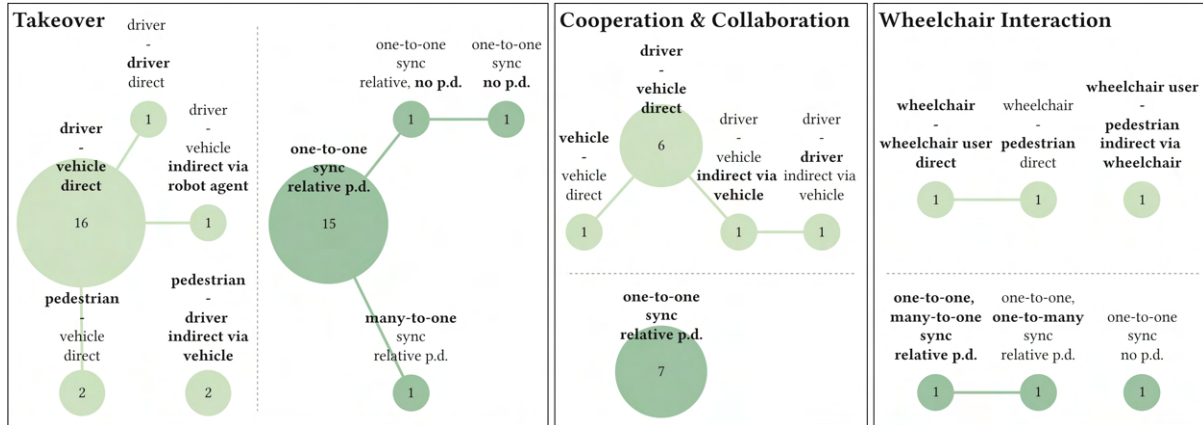 Takeover
driver
-
driver
direct
1
driver
-
vehicle
direct
16
driver
-
vehicle
indirect via
robot agent
1
pedestrian
-
vehicle
direct
2
pedestrian
-
driver
indirect via
vehicle
2
one-to-one
sync
relative, no p.d.
1
one-to-one
sync
no p.d.
1
one-to-one
sync
relative p.d.
15
many-to-one
sync
relative p.d.
1
Cooperation & Collaboration
driver
-
vehicle
direct
6
vehicle
-
vehicle
direct
1
driver
-
vehicle
indirect via
vehicle
1
driver
-
driver
indirect via
vehicle
1
one-to-one
sync
relative p.d.
7
Wheelchair Interaction
wheelchair
-
wheelchair user
direct
1
wheelchair
-
pedestrian
direct
1
wheelchair user
-
pedestrian
indirect via
wheelchair
1
one-to-one,
many-to-one
sync
relative p.d.
1
one-to-one,
one-to-many
sync
relative p.d.
1
one-to-one
sync
no p.d.
1